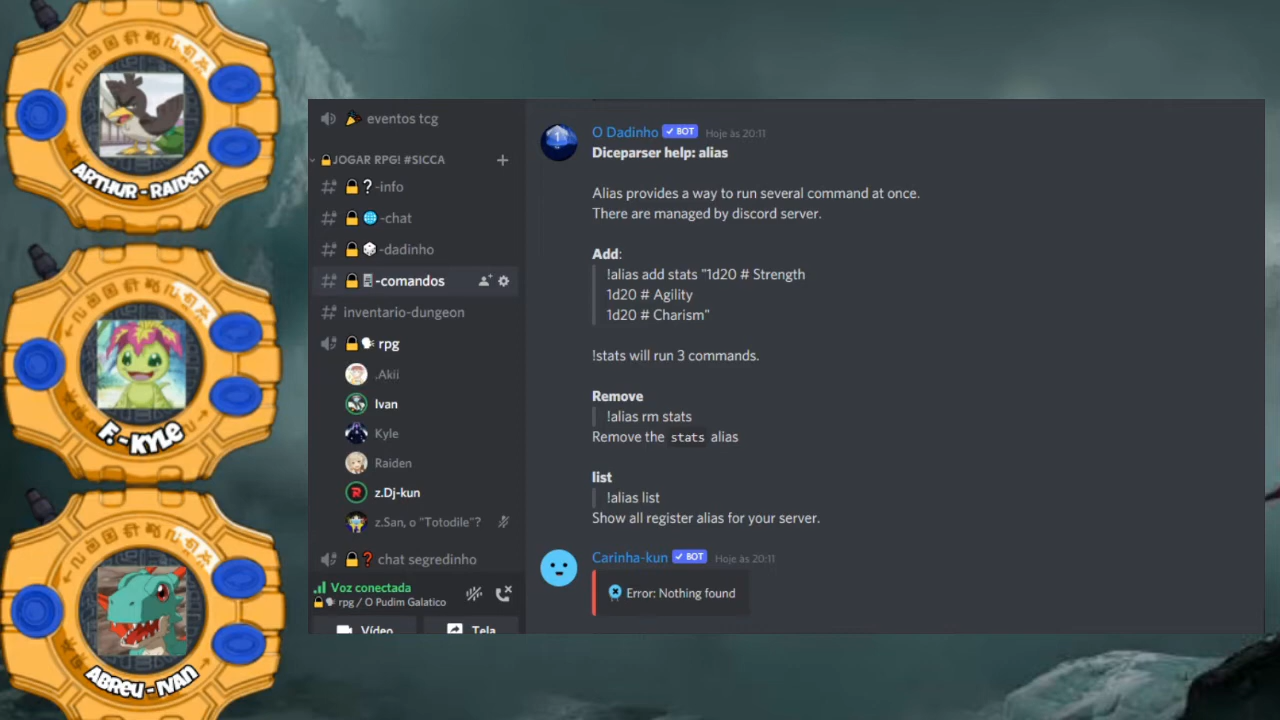 ARTHUR - RAIDEN
F. - KYLE
ABREU - IVAN
eventos tcg
JOGAR RPG! #SICCA
-info
-chat
-dadinho
-comandos
inventario-dungeon
rpg
.Akii
Ivan
Kyle
Raiden
z.Dj-kun
z.San, o "Totodile"?
chat segredinho
Voz conectada
rpg / O Pudim Galatico
Vídeo
Tela
O Dadinho ✓ BOT Hoje às 20:11
Diceparser help: alias
Alias provides a way to run several command at once.
There are managed by discord server.
Add:
!alias add stats "1d20 # Strength
1d20 # Agility
1d20 # Charism"
!stats will run 3 commands.
Remove
!alias rm stats
Remove the stats alias
list
!alias list
Show all register alias for your server.
Carinha-kun ✓ BOT Hoje às 20:11
Error: Nothing found